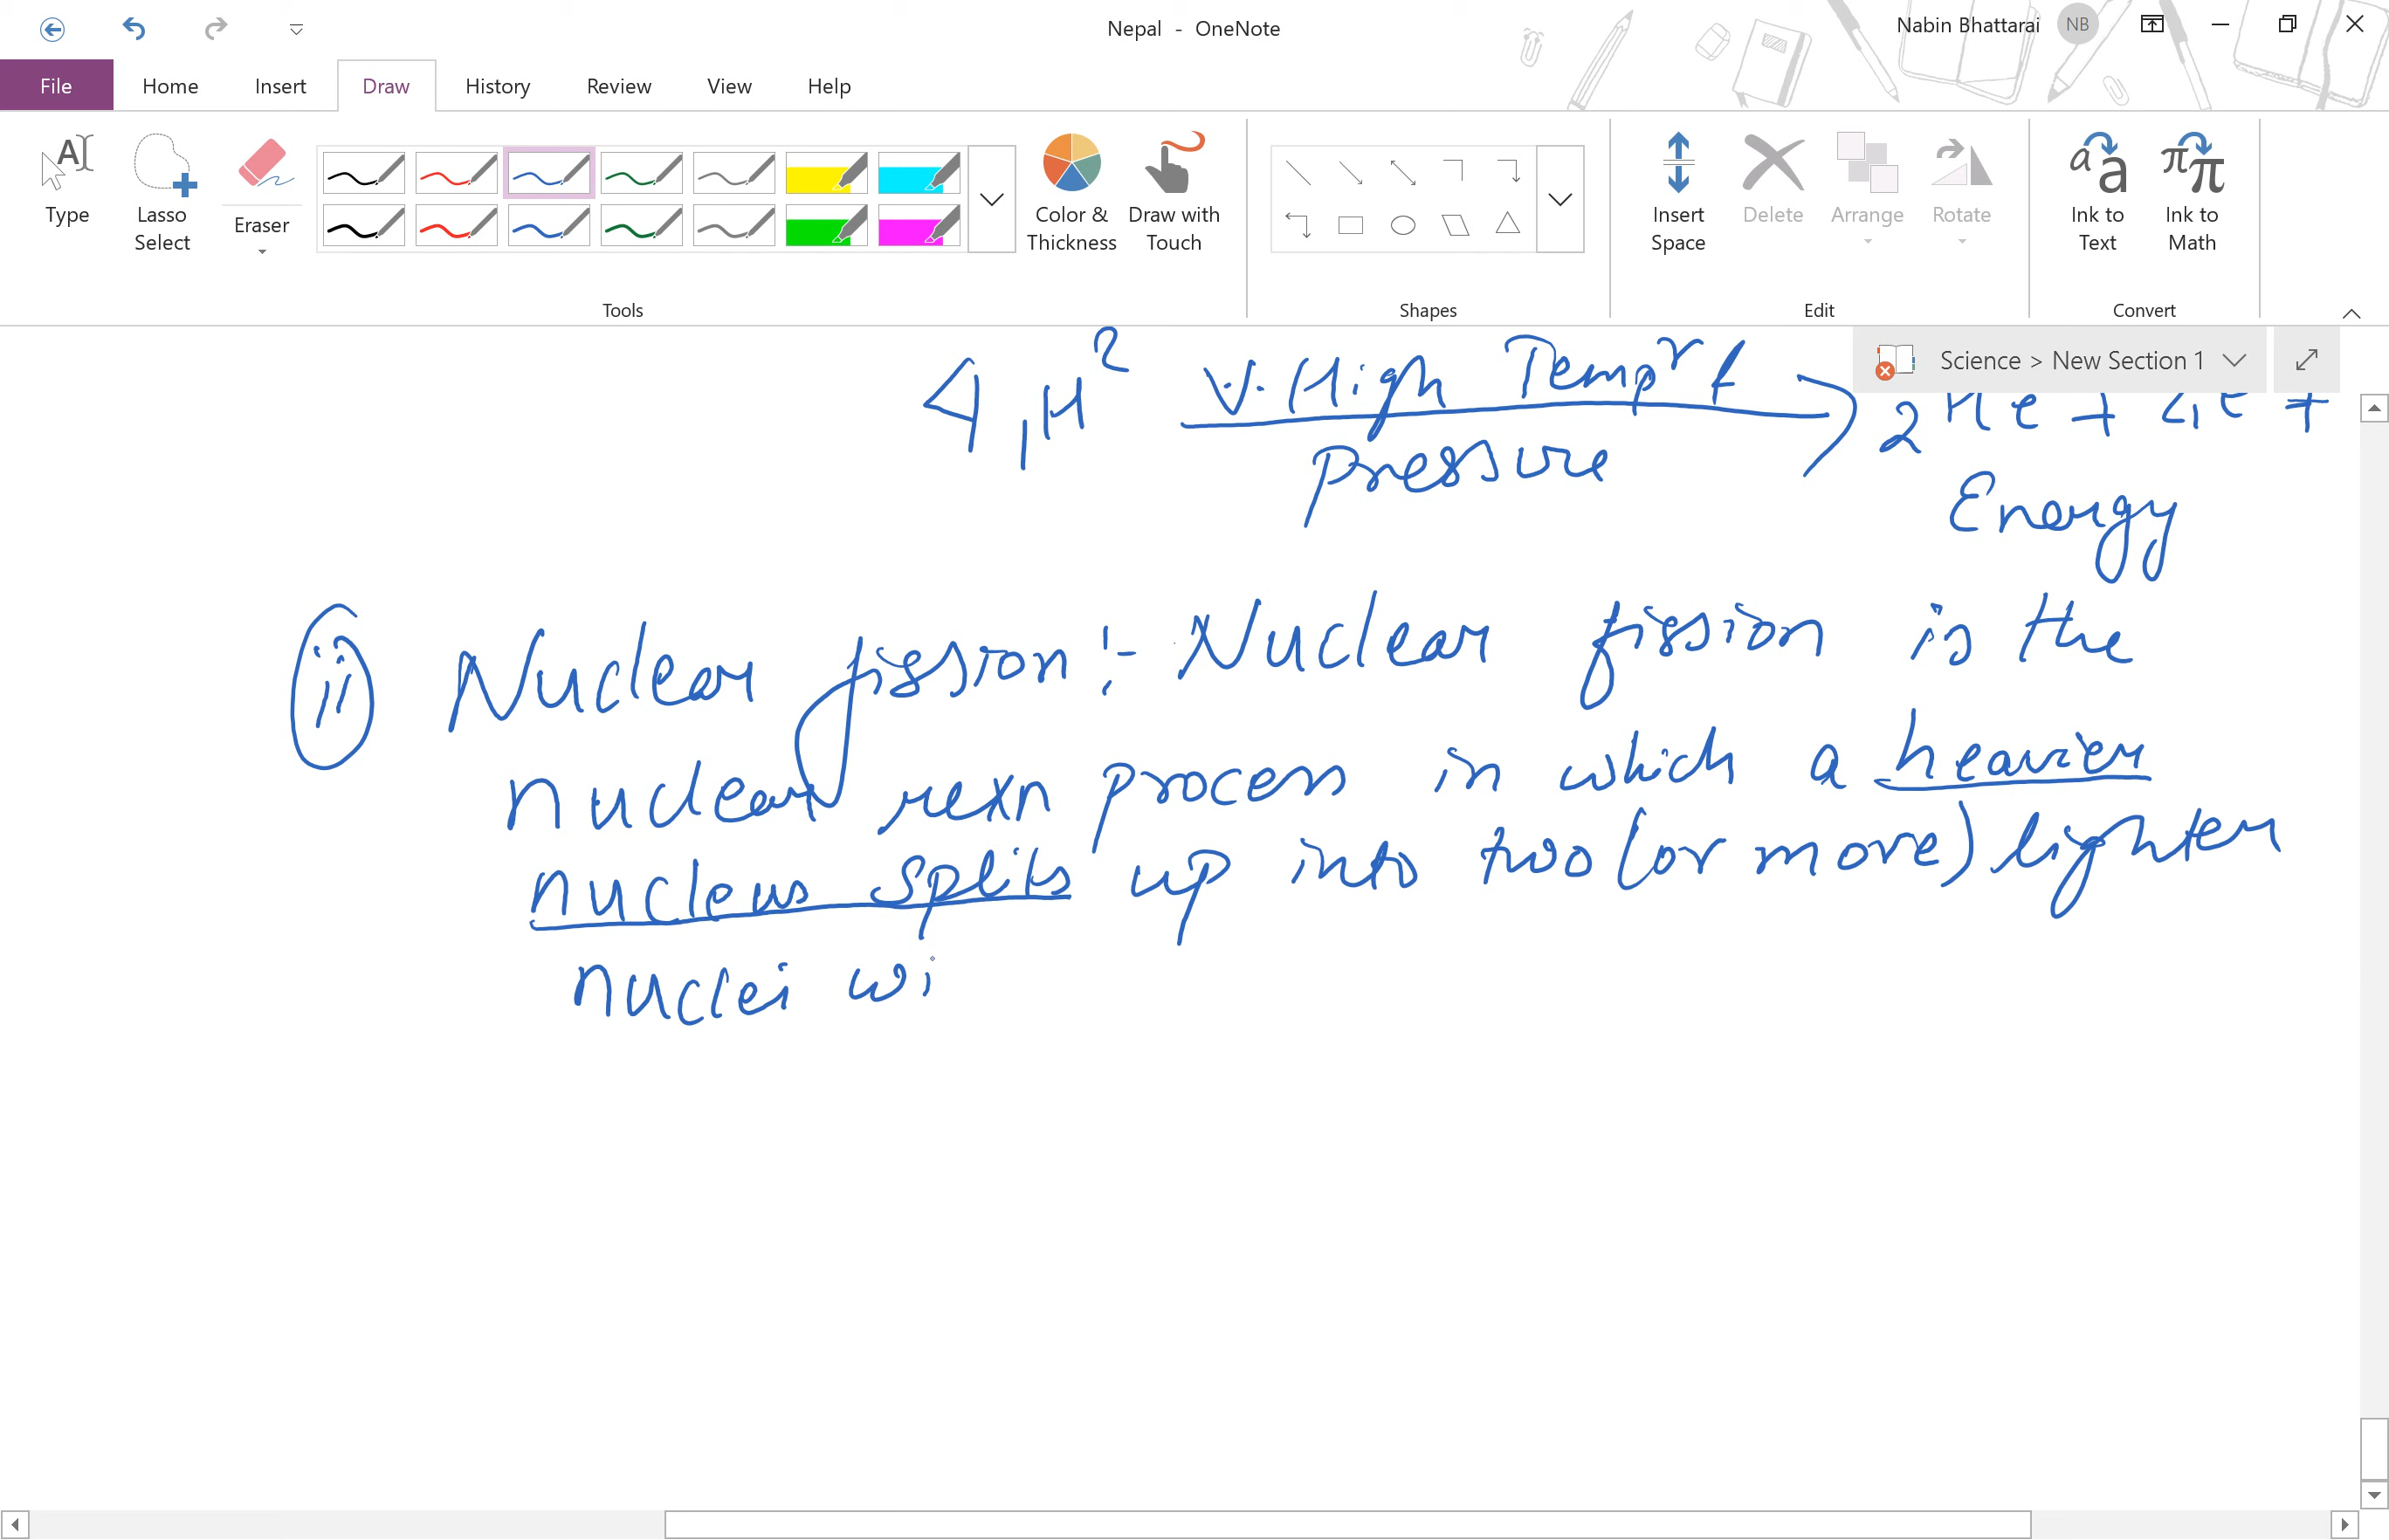 Nepal - OneNote
Nabin Bhattarai NB
File Home Insert Draw History Review View Help
Type
Lasso Select
Eraser
Color & Thickness
Draw with Touch
Insert Space
Delete
Arrange
Rotate
Ink to Text
Ink to Math
Tools Shapes Edit Convert
Science > New Section 1
4 ₁H² V. High Tempʳ & 2He +
Pressure
Energy
ii Nuclear fission :- Nuclear fission is the
nuclear rexn process in which a heavier
nucleus splits up into two (or more) lighter
nuclei wi